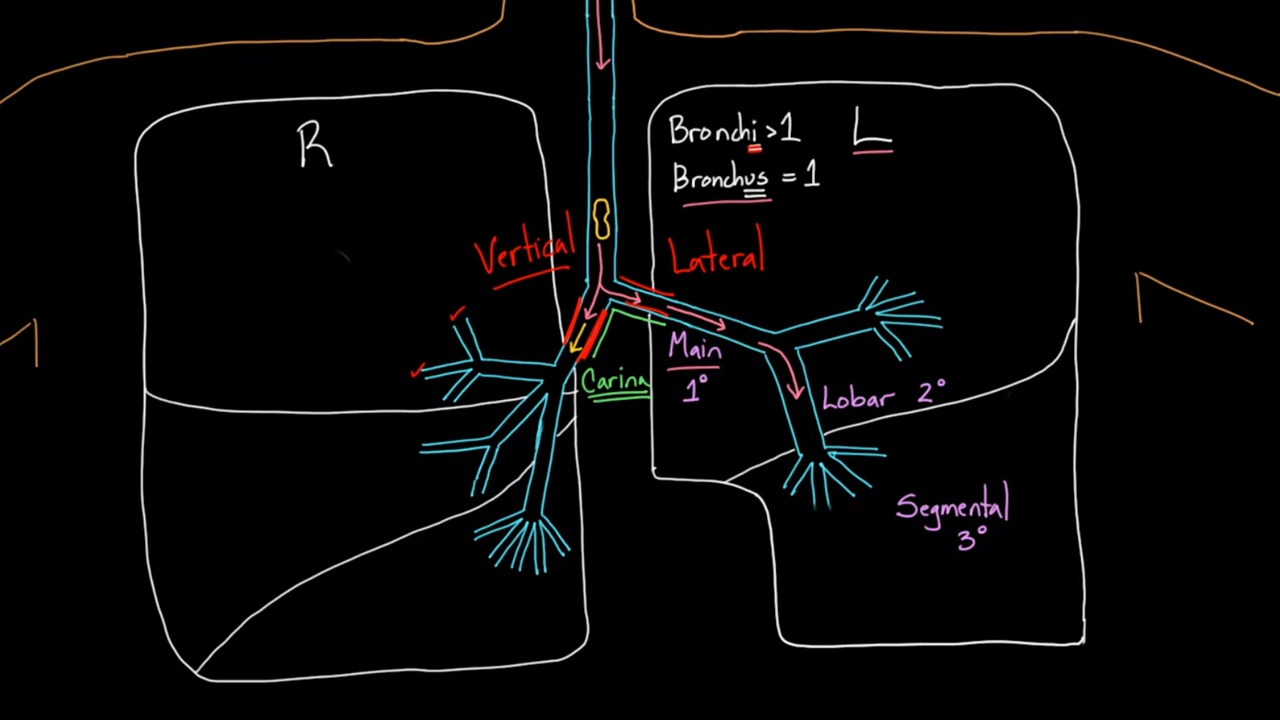 R
Bronchi > 1
L
Bronchus = 1
Vertical
Lateral
Main
1°
Carina
Lobar 2°
Segmental
3°